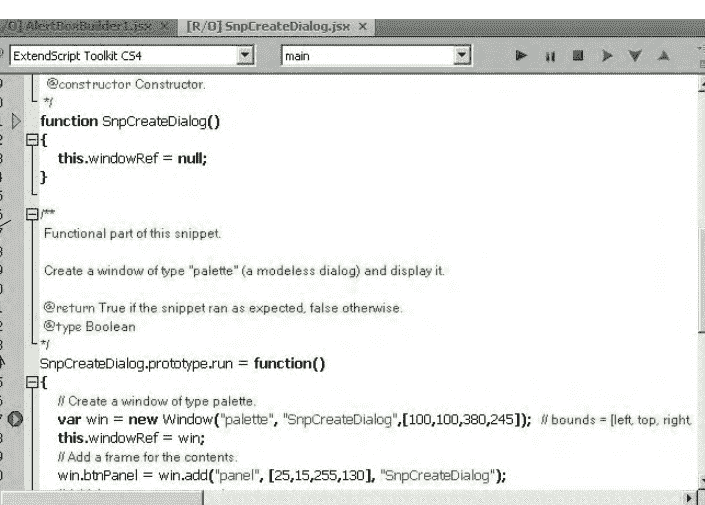 /O] AlertBoxBuilder1.jsx × [R/O] SnpCreateDialog.jsx ×
ExtendScript Toolkit CS4 main
@constructor Constructor.
*/
function SnpCreateDialog()
{
this.windowRef = null;
}
/**
Functional part of this snippet.
Create a window of type "palette" (a modeless dialog) and display it.
@return True if the snippet ran as expected, false otherwise.
@type Boolean
*/
SnpCreateDialog.prototype.run = function()
{
// Create a window of type palette.
var win = new Window("palette", "SnpCreateDialog",[100,100,380,245]); // bounds = [left, top, right,
this.windowRef = win;
// Add a frame for the contents.
win.btnPanel = win.add("panel", [25,15,255,130], "SnpCreateDialog");